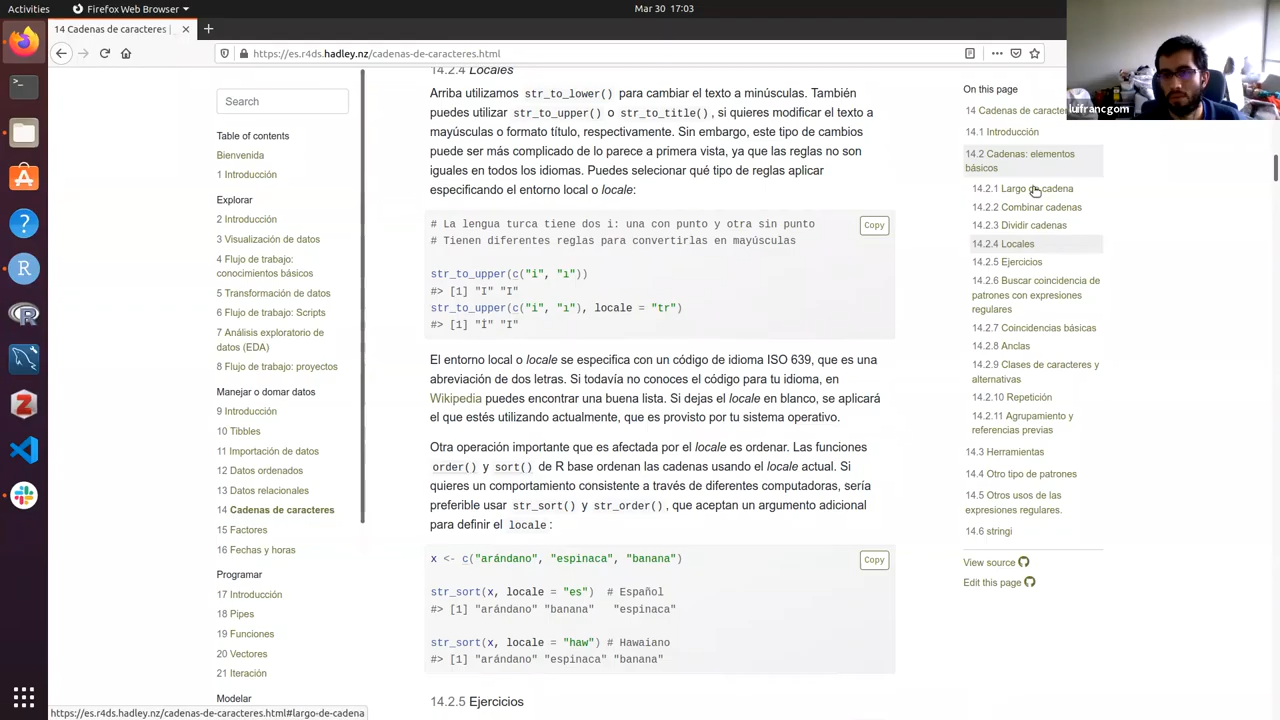 Activities
Firefox Web Browser
Mar 30 17:03
14 Cadenas de caracteres |
https://es.r4ds.hadley.nz/cadenas-de-caracteres.html
lufrancgom
Search
Table of contents
Bienvenida
1 Introducción
Explorar
2 Introducción
3 Visualización de datos
4 Flujo de trabajo:
conocimientos básicos
5 Transformación de datos
6 Flujo de trabajo: Scripts
7 Análisis exploratorio de
datos (EDA)
8 Flujo de trabajo: proyectos
Manejar o domar datos
9 Introducción
10 Tibbles
11 Importación de datos
12 Datos ordenados
13 Datos relacionales
14 Cadenas de caracteres
15 Factores
16 Fechas y horas
Programar
17 Introducción
18 Pipes
19 Funciones
20 Vectores
21 Iteración
Modelar
14.2.4 Locales
Arriba utilizamos str_to_lower() para cambiar el texto a minúsculas. También
puedes utilizar str_to_upper() o str_to_title(), si quieres modificar el texto a
mayúsculas o formato título, respectivamente. Sin embargo, este tipo de cambios
puede ser más complicado de lo parece a primera vista, ya que las reglas no son
iguales en todos los idiomas. Puedes selecionar qué tipo de reglas aplicar
especificando el entorno local o locale:
# La lengua turca tiene dos i: una con punto y otra sin punto
# Tienen diferentes reglas para convertirlas en mayúsculas
Copy
str_to_upper(c("i", "ı"))
#> [1] "I" "I"
str_to_upper(c("i", "ı"), locale = "tr")
#> [1] "İ" "I"
El entorno local o locale se especifica con un código de idioma ISO 639, que es una
abreviación de dos letras. Si todavía no conoces el código para tu idioma, en
Wikipedia puedes encontrar una buena lista. Si dejas el locale en blanco, se aplicará
el que estés utilizando actualmente, que es provisto por tu sistema operativo.
Otra operación importante que es afectada por el locale es ordenar. Las funciones
order() y sort() de R base ordenan las cadenas usando el locale actual. Si
quieres un comportamiento consistente a través de diferentes computadoras, sería
preferible usar str_sort() y str_order(), que aceptan un argumento adicional
para definir el locale:
x <- c("arándano", "espinaca", "banana")
Copy
str_sort(x, locale = "es") # Español
#> [1] "arándano" "banana" "espinaca"
str_sort(x, locale = "haw") # Hawaiano
#> [1] "arándano" "espinaca" "banana"
14.2.5 Ejercicios
On this page
14 Cadenas de caracte
14.1 Introducción
14.2 Cadenas: elementos
básicos
14.2.1 Largo de cadena
14.2.2 Combinar cadenas
14.2.3 Dividir cadenas
14.2.4 Locales
14.2.5 Ejercicios
14.2.6 Buscar coincidencia de
patrones con expresiones
regulares
14.2.7 Coincidencias básicas
14.2.8 Anclas
14.2.9 Clases de caracteres y
alternativas
14.2.10 Repetición
14.2.11 Agrupamiento y
referencias previas
14.3 Herramientas
14.4 Otro tipo de patrones
14.5 Otros usos de las
expresiones regulares.
14.6 stringi
View source
Edit this page
https://es.r4ds.hadley.nz/cadenas-de-caracteres.html#largo-de-cadena